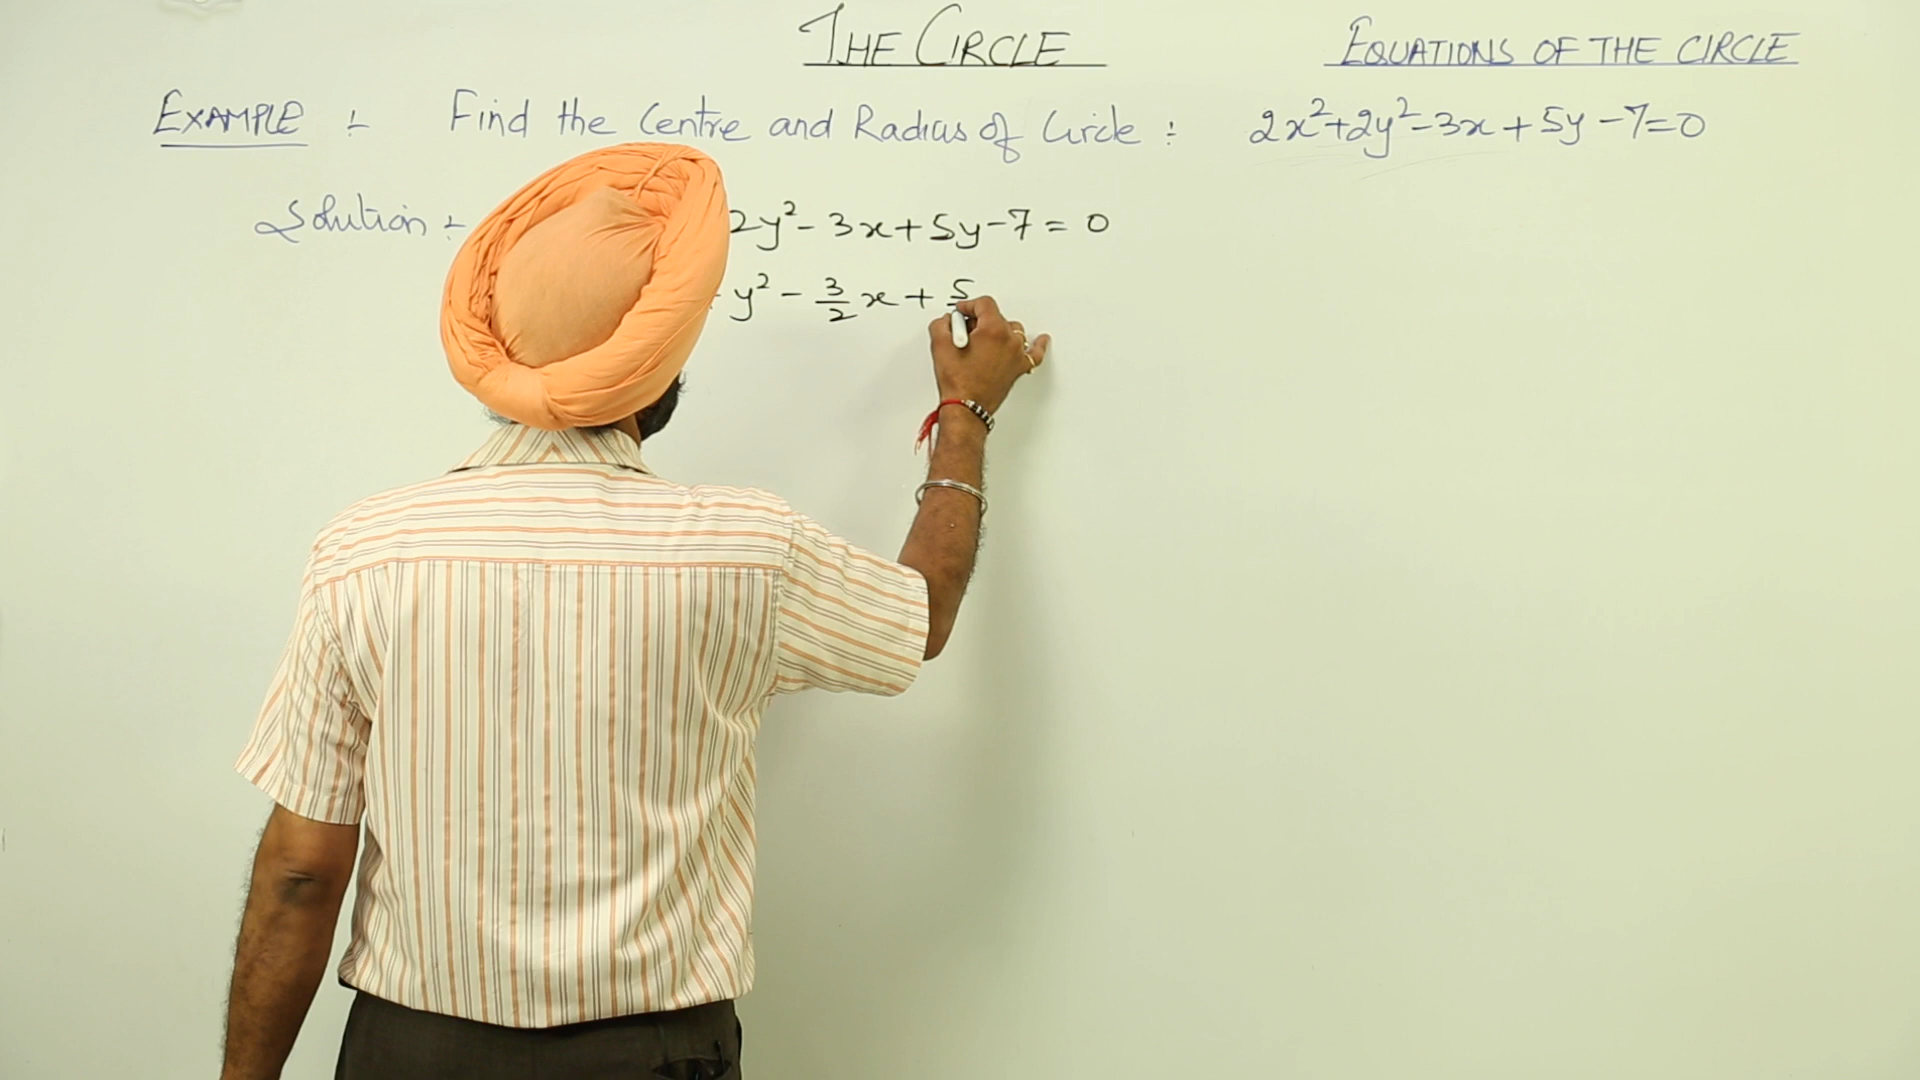 THE CIRCLE
EQUATIONS OF THE CIRCLE
EXAMPLE :- Find the Centre and Radius of Circle : 2x²+2y²-3x+5y-7=0
Solution :- 2y²-3x+5y-7=0
y²-3/2x+5